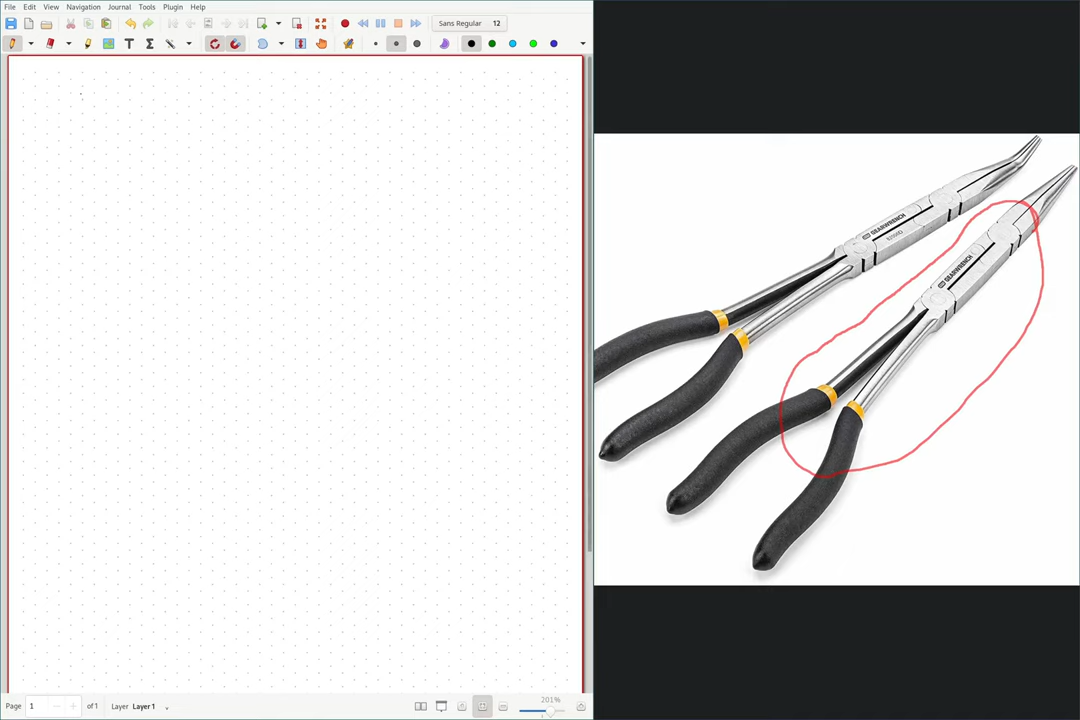 File Edit View Navigation Journal Tools Plugin Help
Sans Regular 12
GEARWRENCH
GEARWRENCH
Page 1 of 1 Layer Layer 1 201%